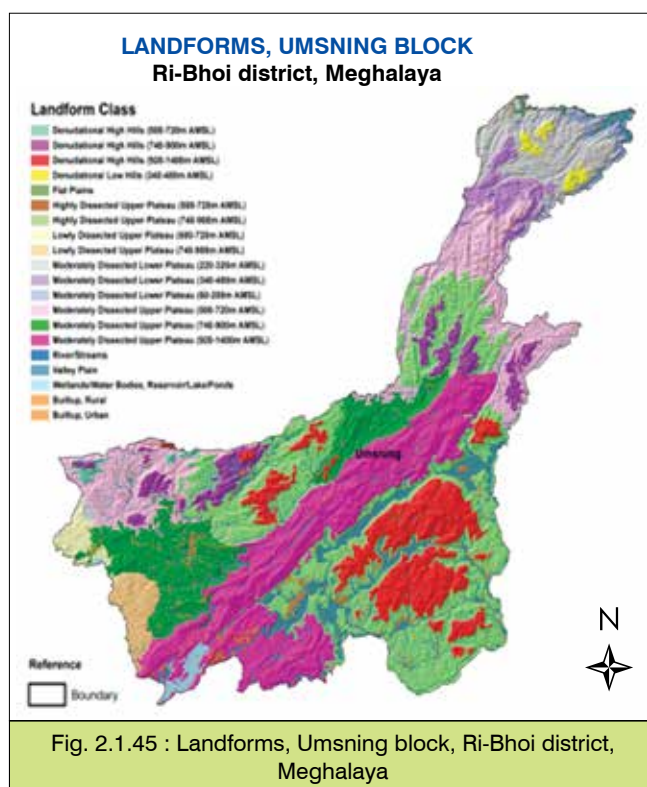 LANDFORMS, UMSNING BLOCK
Ri-Bhoi district, Meghalaya
Landform Class
Denudational High Hills (500-720m AMSL)
Denudational High Hills (740-900m AMSL)
Denudational High Hills (920-1400m AMSL)
Denudational Low Hills (340-480m AMSL)
Flat Plains
Highly Dissected Upper Plateau (500-720m AMSL)
Highly Dissected Upper Plateau (740-900m AMSL)
Lowly Dissected Upper Plateau (500-720m AMSL)
Lowly Dissected Upper Plateau (740-900m AMSL)
Moderately Dissected Lower Plateau (220-320m AMSL)
Moderately Dissected Lower Plateau (340-480m AMSL)
Moderately Dissected Lower Plateau AMSL)
Moderately Dissected Upper Plateau (500-720m AMSL)
Moderately Dissected Upper Plateau (740-900m AMSL)
Moderately Dissected Upper Plateau (920-1400m AMSL)
River/Streams
Valley Plain
Wetlands/Water Bodies, Reservoir/Lake/Ponds
Builtup, Rural
Builtup, Urban
Umsning
N
Reference
Boundary
Fig. 2.1.45 : Landforms, Umsning block, Ri-Bhoi district,
Meghalaya